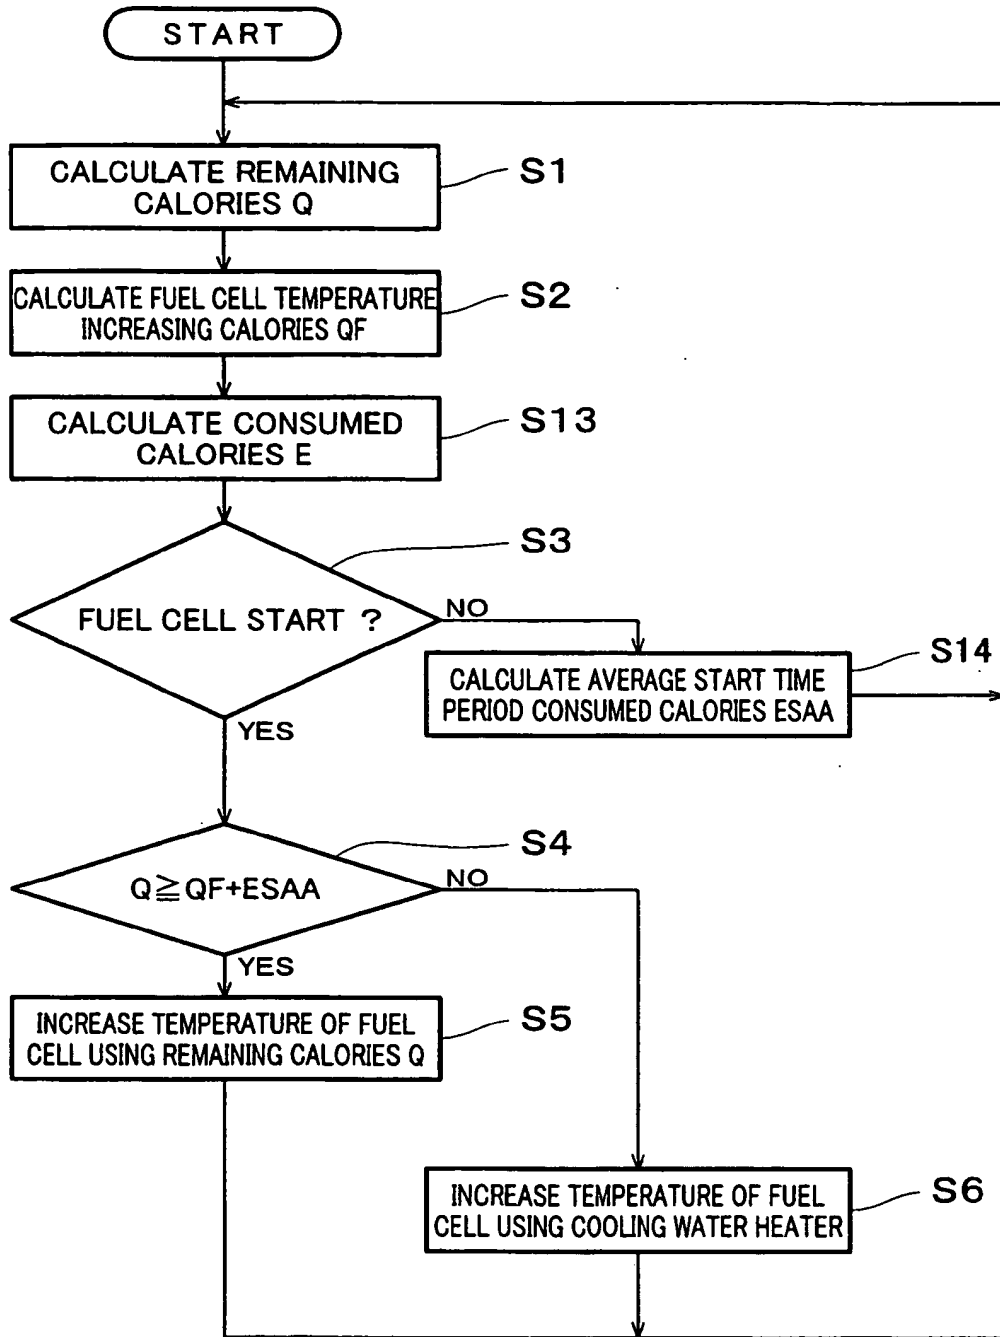 START
CALCULATE REMAINING
CALORIES Q
S1
CALCULATE FUEL CELL TEMPERATURE
INCREASING CALORIES QF
S2
CALCULATE CONSUMED
CALORIES E
S13
FUEL CELL START ?
S3
NO
YES
CALCULATE AVERAGE START TIME
PERIOD CONSUMED CALORIES ESAA
S14
Q≧QF+ESAA
S4
NO
YES
INCREASE TEMPERATURE OF FUEL
CELL USING REMAINING CALORIES Q
S5
INCREASE TEMPERATURE OF FUEL
CELL USING COOLING WATER HEATER
S6